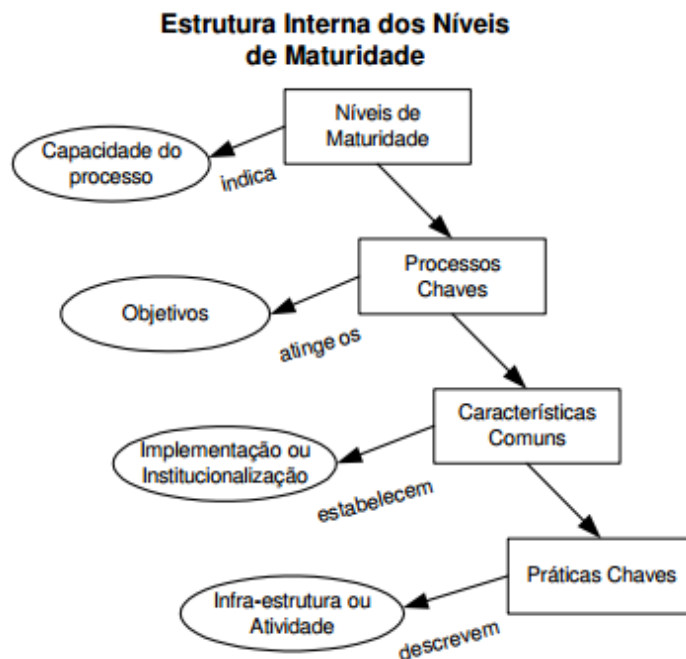 Estrutura Interna dos Níveis
de Maturidade
Níveis de
Maturidade
Capacidade do
processo
indica
Processos
Chaves
Objetivos
atinge os
Características
Comuns
Implementação ou
Institucionalização
estabelecem
Práticas Chaves
Infra-estrutura ou
Atividade
descrevem